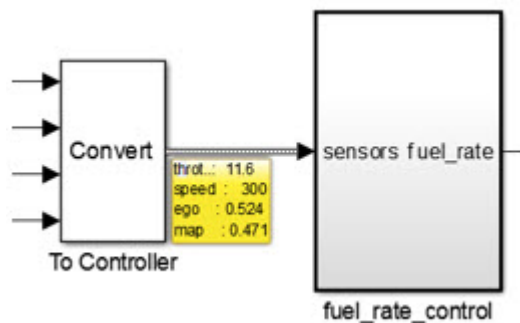 Convert
To Controller
throt..: 11.6
speed : 300
ego : 0.524
map : 0.471
sensors fuel_rate
fuel_rate_control